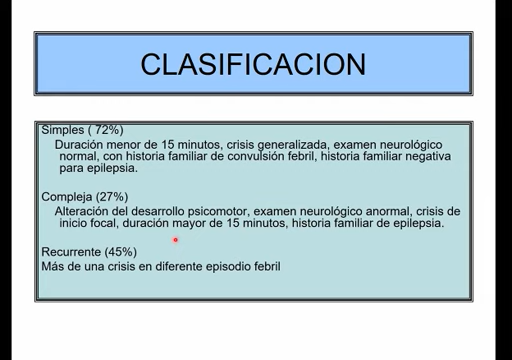 CLASIFICACION
Simples ( 72%)
Duración menor de 15 minutos, crisis generalizada, examen neurológico
normal, con historia familiar de convulsión febril, historia familiar negativa
para epilepsia.
Compleja (27%)
Alteración del desarrollo psicomotor, examen neurológico anormal, crisis de
inicio focal, duración mayor de 15 minutos, historia familiar de epilepsia.
Recurrente (45%)
Más de una crisis en diferente episodio febril